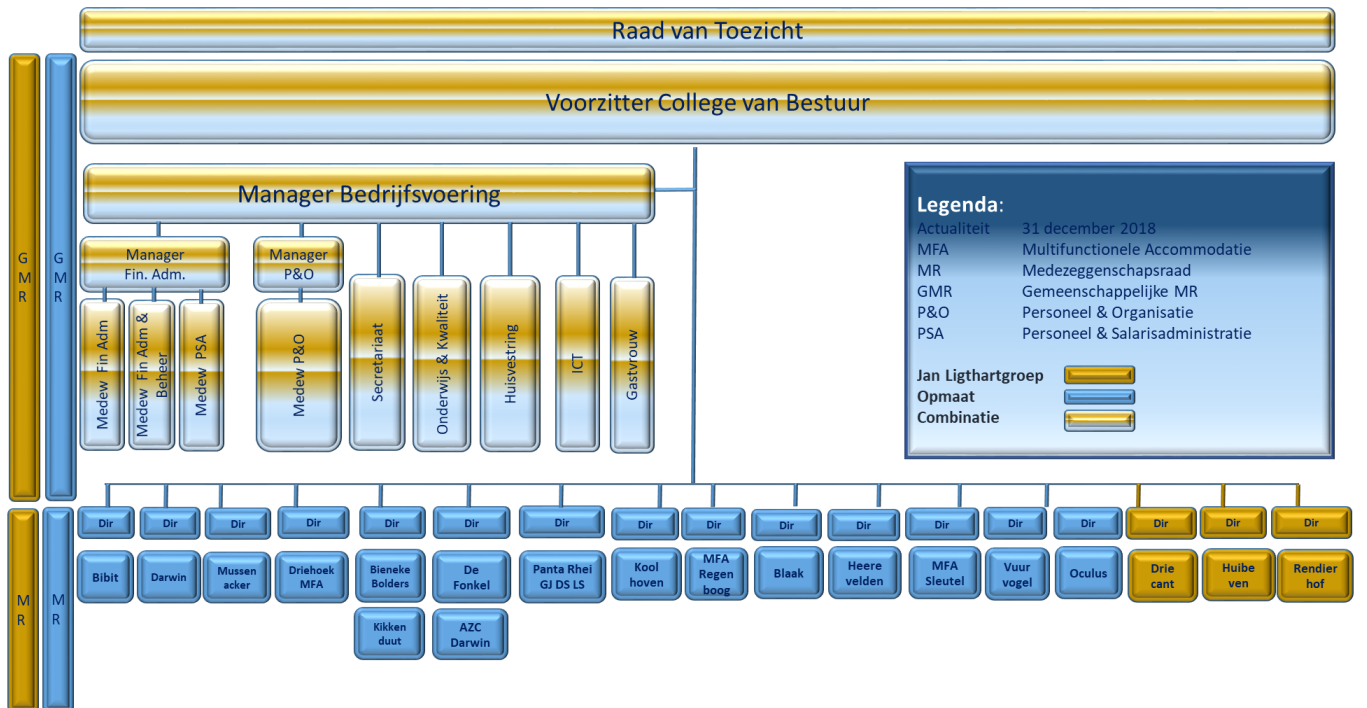 Raad van Toezicht
Voorzitter College van Bestuur
G
M
R
G
M
R
Manager Bedrijfsvoering
Manager
Fin. Adm.
Manager
P&O
Medew Fin Adm
Medew Fin Adm &
Beheer
Medew PSA
Medew P&O
Secretariaat
Onderwijs & Kwaliteit
Huisvestring
ICT
Gastvrouw
Legenda:
Actualiteit 31 december 2018
MFA Multifunctionele Accommodatie
MR Medezeggenschapsraad
GMR Gemeenschappelijke MR
P&O Personeel & Organisatie
PSA Personeel & Salarisadministratie
Jan Ligthartgroep
Opmaat
Combinatie
M
R
M
R
Dir Dir Dir Dir Dir Dir Dir Dir Dir Dir Dir Dir Dir Dir Dir Dir Dir
Bibit
Darwin
Mussen
acker
Driehoek
MFA
Bieneke
Bolders
De
Fonkel
Panta Rhei
GJ DS LS
Kool
hoven
MFA
Regen
boog
Blaak
Heere
velden
MFA
Sleutel
Vuur
vogel
Oculus
Drie
cant
Huibe
ven
Rendier
hof
Kikken
duut
AZC
Darwin